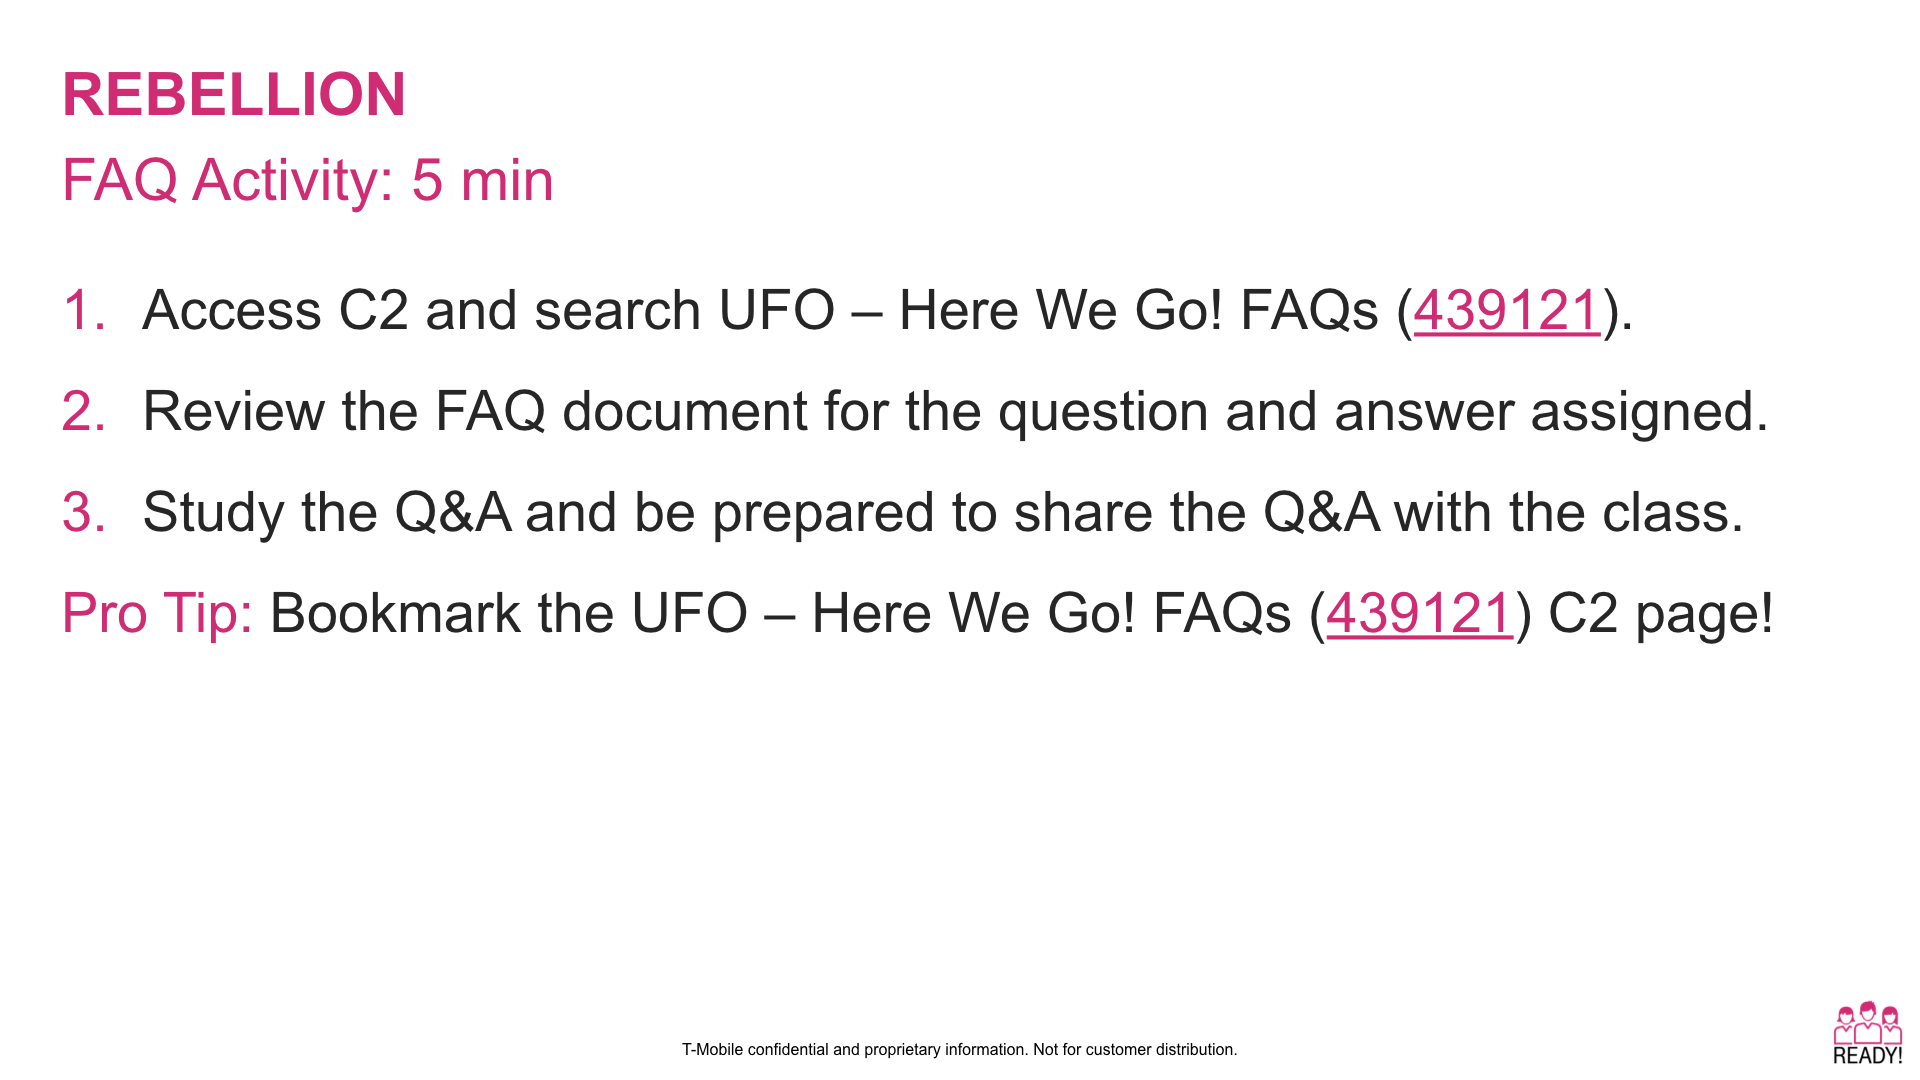 REBELLION
FAQ Activity: 5 min
1. Access C2 and search UFO – Here We Go! FAQs (439121).
2. Review the FAQ document for the question and answer assigned.
3. Study the Q&A and be prepared to share the Q&A with the class.
Pro Tip: Bookmark the UFO – Here We Go! FAQs (439121) C2 page!
T-Mobile confidential and proprietary information. Not for customer distribution.
READY!